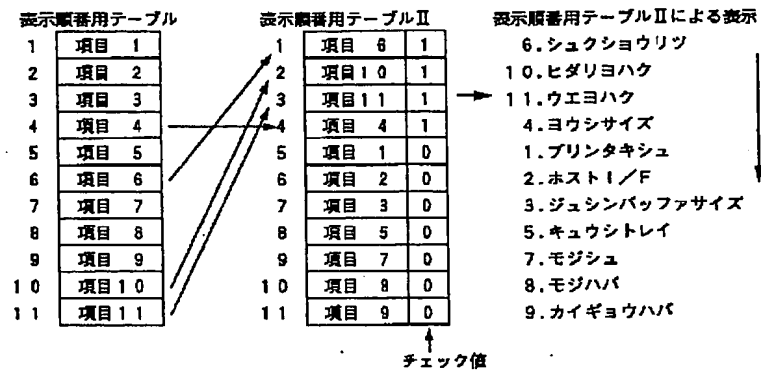 表示順番用テーブル
1 項目 1
2 項目 2
3 項目 3
4 項目 4
5 項目 5
6 項目 6
7 項目 7
8 項目 8
9 項目 9
10 項目10
11 項目11
表示順番用テーブルⅡ
1 項目 6 1
2 項目10 1
3 項目11 1
4 項目 4 1
5 項目 1 0
6 項目 2 0
7 項目 3 0
8 項目 5 0
9 項目 7 0
10 項目 8 0
11 項目 9 0
チェック値
表示順番用テーブルⅡによる表示
6.シュクショウリツ
10.ヒダリヨハク
11.ウエヨハク
4.ヨウシサイズ
1.プリンタキシュ
2.ホストI/F
3.ジュシンバッファサイズ
5.キュウシトレイ
7.モジシュ
8.モジハバ
9.カイギョウハバ